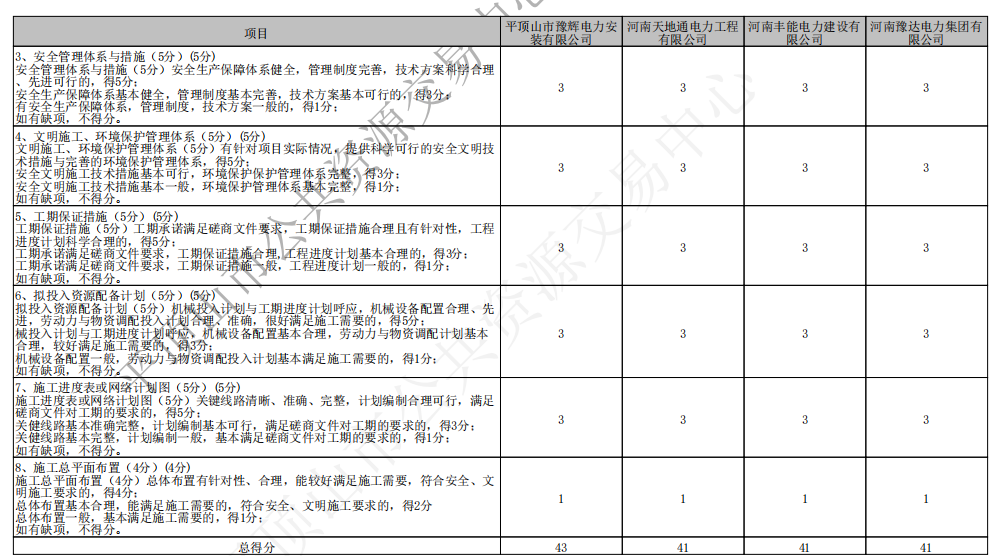 项目
平顶山市豫辉电力安
装有限公司
河南天地通电力工程
有限公司
河南丰能电力建设有
限公司
河南豫达电力集团有
限公司
3、安全管理体系与措施（5分）(5分)
安全管理体系与措施（5分）安全生产保障体系健全，管理制度完善，技术方案科学合理
、先进可行的，得5分；
安全生产保障体系基本健全，管理制度基本完善，技术方案基本可行的，得3分；
有安全生产保障体系，管理制度，技术方案一般的，得1分；
如有缺项，不得分。
3 3 3 3
4、文明施工、环境保护管理体系（5分）(5分)
文明施工、环境保护管理体系（5分）有针对项目实际情况，提供科学可行的安全文明技
术措施与完善的环境保护管理体系，得5分；
安全文明施工技术措施基本可行，环境保护保护管理体系完整，得3分；
安全文明施工技术措施基本一般，环境保护管理体系基本完整，得1分；
如有缺项，不得分。
3 3 3 3
5、工期保证措施（5分）(5分)
工期保证措施（5分）工期承诺满足磋商文件要求，工期保证措施合理且有针对性，工程
进度计划科学合理的，得5分；
工期承诺满足磋商文件要求，工期保证措施合理,工程进度计划基本合理的，得3分；
工期承诺满足磋商文件要求，工期保证措施一般，工程进度计划一般的，得1分；
如有缺项，不得分。
3 3 3 3
6、拟投入资源配备计划（5分）(5分)
拟投入资源配备计划（5分）机械投入计划与工期进度计划呼应，机械设备配置合理、先
进，劳动力与物资调配投入计划合理，准确，很好满足施工需要的，得5分；
械投入计划与工期进度计划呼应，机械设备配置基本合理，劳动力与物资调配计划基本
合理，较好满足施工需要的，得3分；
机械设备配置一般，劳动力与物资调配投入计划基本满足施工需要的，得1分；
如有缺项，不得分。
3 3 3 3
7、施工进度表或网络计划图（5分）(5分)
施工进度表或网络计划图（5分）关键线路清晰、准确、完整，计划编制合理可行，满足
磋商文件对工期的要求的，得5分；
关健线路基本准确完整，计划编制基本可行，满足磋商文件对工期的要求的，得3分；
关健线路基本完整，计划编制一般，基本满足磋商文件对工期的要求的，得1分；
如有缺项，不得分。
3 3 3 3
8、施工总平面布置（4分）(4分)
施工总平面布置（4分）总体布置有针对性、合理，能较好满足施工需要，符合安全、文
明施工要求的，得4分；
总体布置基本合理，能满足施工需要的，符合安全、文明施工要求的，得2分
总体布置一般，基本满足施工需要的，得1分；
如有缺项，不得分。
1 1 1 1
总得分 43 41 41 41
平顶山市公共资源交易中心
顶山市公共资源交易中心